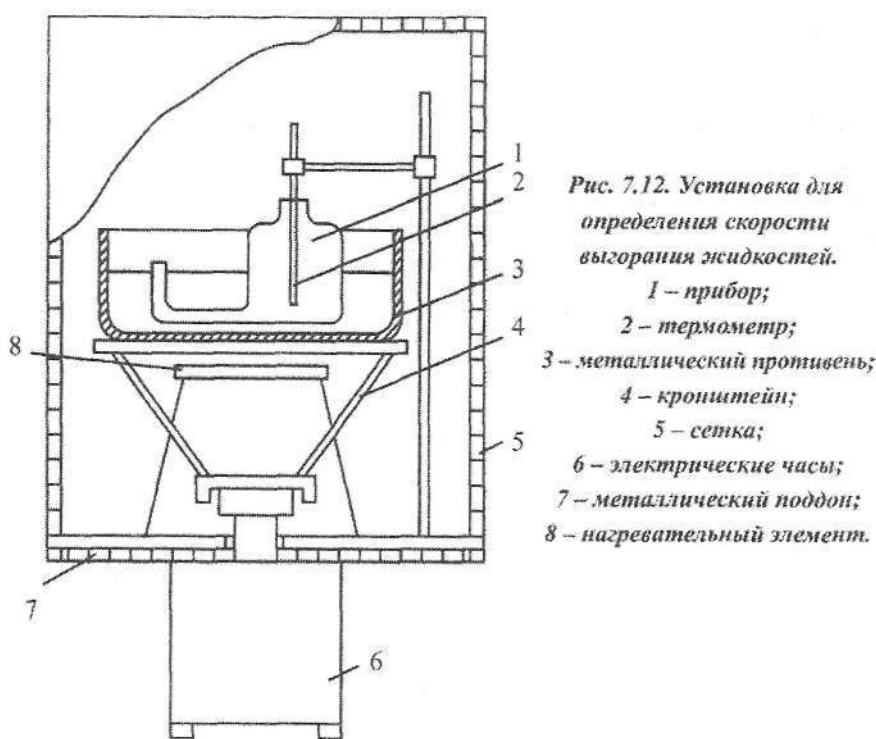 1
2
3
4
5
6
7
8
Рис. 7.12. Установка для
определения скорости
выгорания жидкостей.
1 – прибор;
2 – термометр;
3 – металлический противень;
4 – кронштейн;
5 – сетка;
6 – электрические часы;
7 – металлический поддон;
8 – нагревательный элемент.